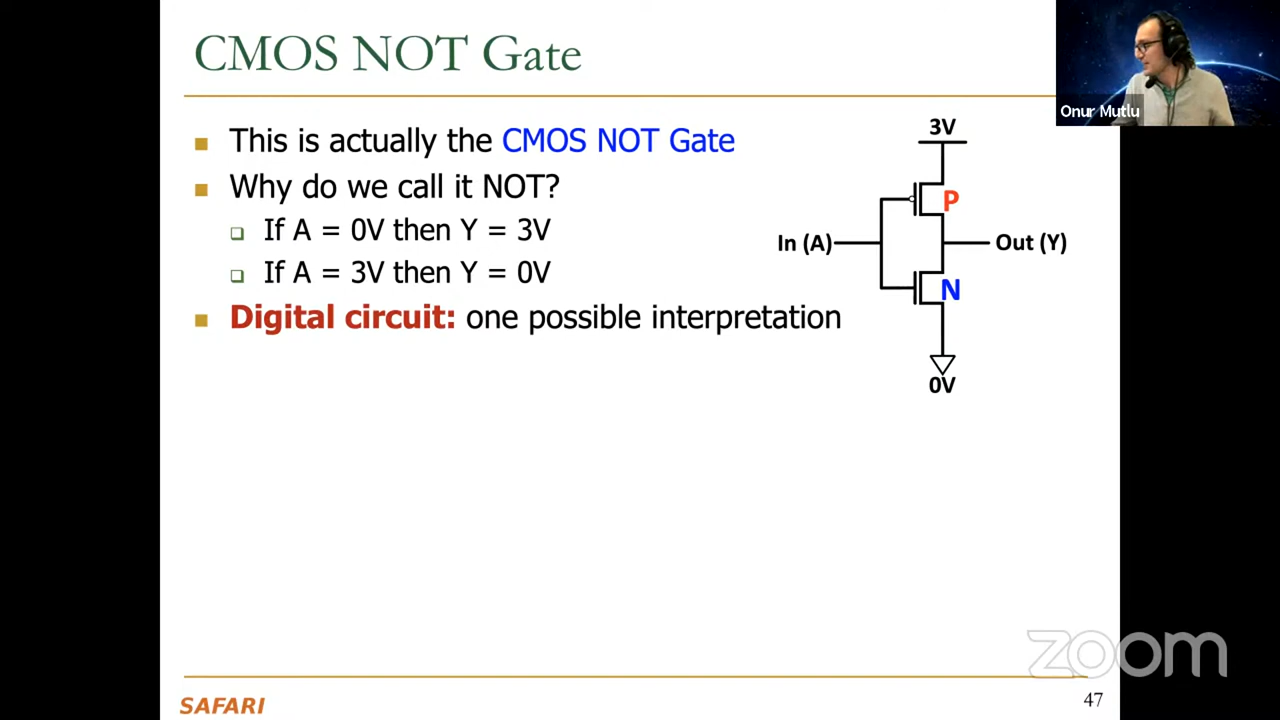 CMOS NOT Gate
Onur Mutlu
This is actually the CMOS NOT Gate
Why do we call it NOT?
If A = 0V then Y = 3V
If A = 3V then Y = 0V
Digital circuit: one possible interpretation
3V
P
In (A)
Out (Y)
N
0V
zoom
SAFARI
47